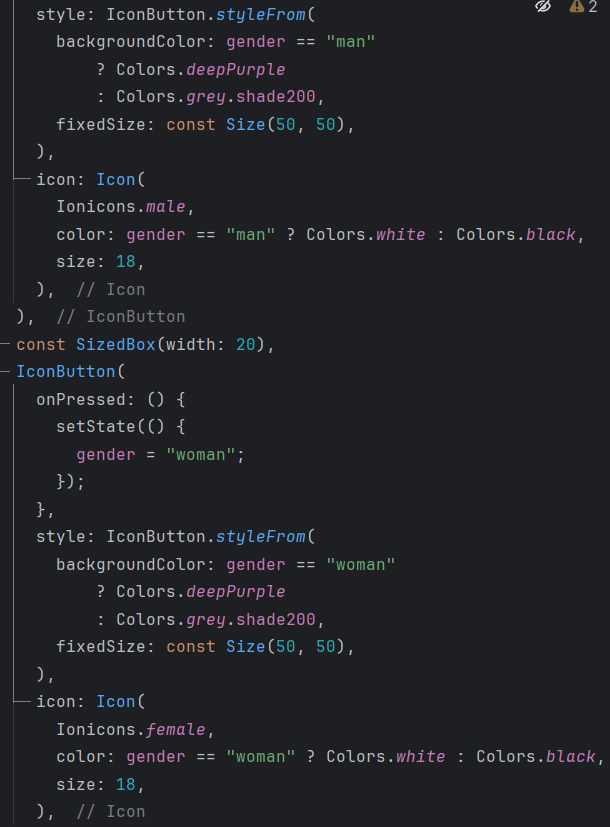 2
style: IconButton.styleFrom(
backgroundColor: gender == "man"
? Colors.deepPurple
: Colors.grey.shade200,
fixedSize: const Size(50, 50),
),
icon: Icon(
Ionicons.male,
color: gender == "man" ? Colors.white : Colors.black,
size: 18,
), // Icon
), // IconButton
const SizedBox(width: 20),
IconButton(
onPressed: () {
setState(() {
gender = "woman";
});
},
style: IconButton.styleFrom(
backgroundColor: gender == "woman"
? Colors.deepPurple
: Colors.grey.shade200,
fixedSize: const Size(50, 50),
),
icon: Icon(
Ionicons.female,
color: gender == "woman" ? Colors.white : Colors.black,
size: 18,
), // Icon